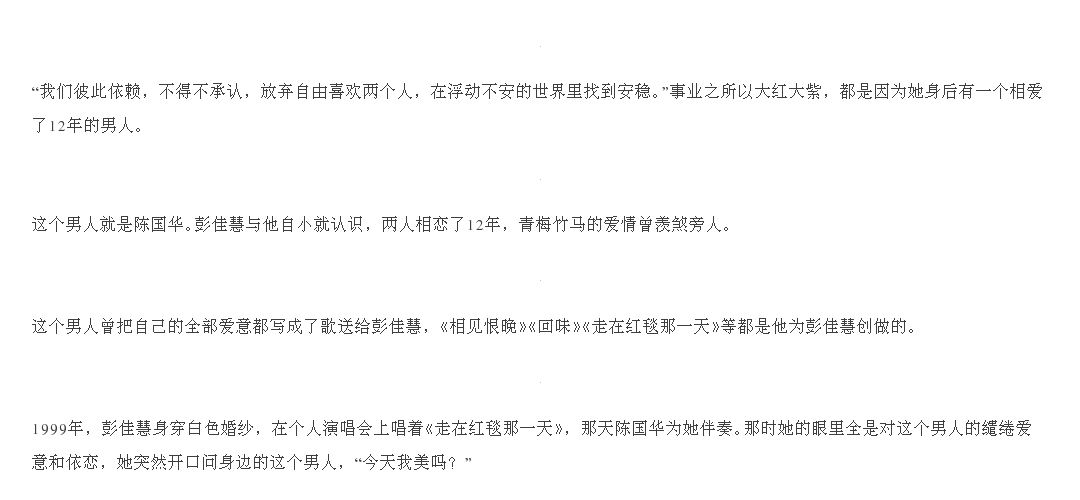 “我们彼此依赖，不得不承认，放弃自由喜欢两个人，在浮动不安的世界里找到安稳。”事业之所以大红大紫，都是因为她身后有一个相爱
了12年的男人。
这个男人就是陈国华。彭佳慧与他自小就认识，两人相恋了12年，青梅竹马的爱情曾羡煞旁人。
这个男人曾把自己的全部爱意都写成了歌送给彭佳慧，《相见恨晚》《回味》《走在红毯那一天》等都是他为彭佳慧创做的。
1999年，彭佳慧身穿白色婚纱，在个人演唱会上唱着《走在红毯那一天》，那天陈国华为她伴奏。那时她的眼里全是对这个男人的缱绻爱
意和依恋，她突然开口问身边的这个男人，“今天我美吗？”